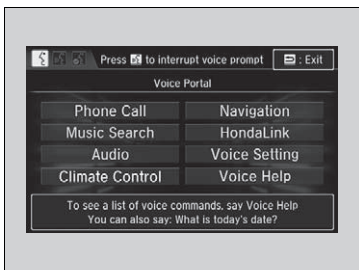 Press to interrupt voice prompt
: Exit
Voice Portal
Phone Call
Navigation
Music Search
HondaLink
Audio
Voice Setting
Climate Control
Voice Help
To see a list of voice commands, say Voice Help
You can also say: What is today's date?